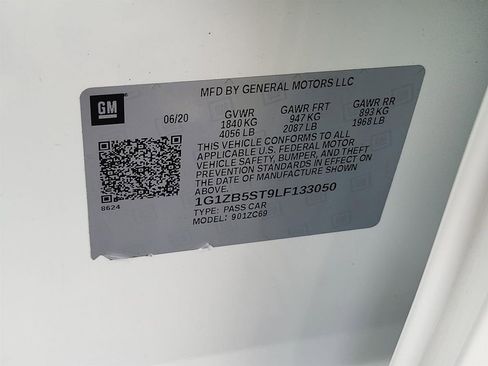 MFD BY GENERAL MOTORS LLC
GM
06/20 GVWR GAWR FRT GAWR RR
1840 KG 947 KG 893 KG
4056 LB 2087 LB 1968 LB
THIS VEHICLE CONFORMS TO ALL
APPLICABLE U.S. FEDERAL MOTOR
VEHICLE SAFETY, BUMPER, AND THEFT
PREVENTION STANDARDS IN EFFECT ON
THE DATE OF MANUFACTURE SHOWN
ABOVE.
1G1ZB5ST9LF133050
TYPE: PASS CAR
MODEL: 901ZC69
8624